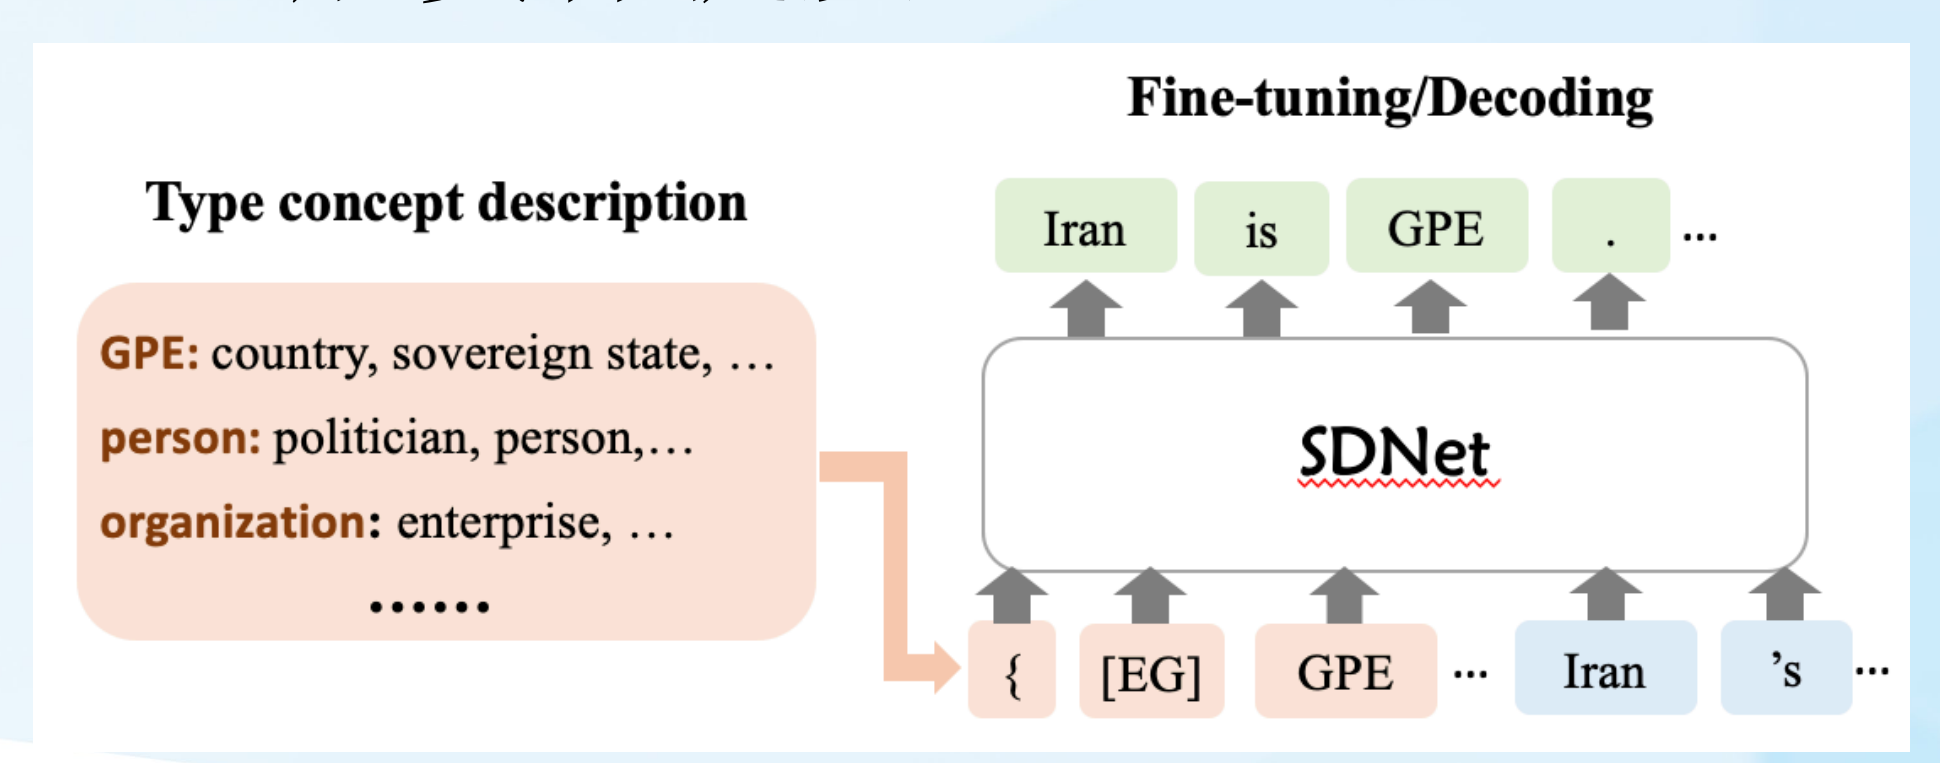 Fine-tuning/Decoding
Type concept description
Iran is GPE . ...
GPE: country, sovereign state, …
person: politician, person,…
organization: enterprise, …
......
SDNet
{ [EG] GPE ... Iran ’s ...